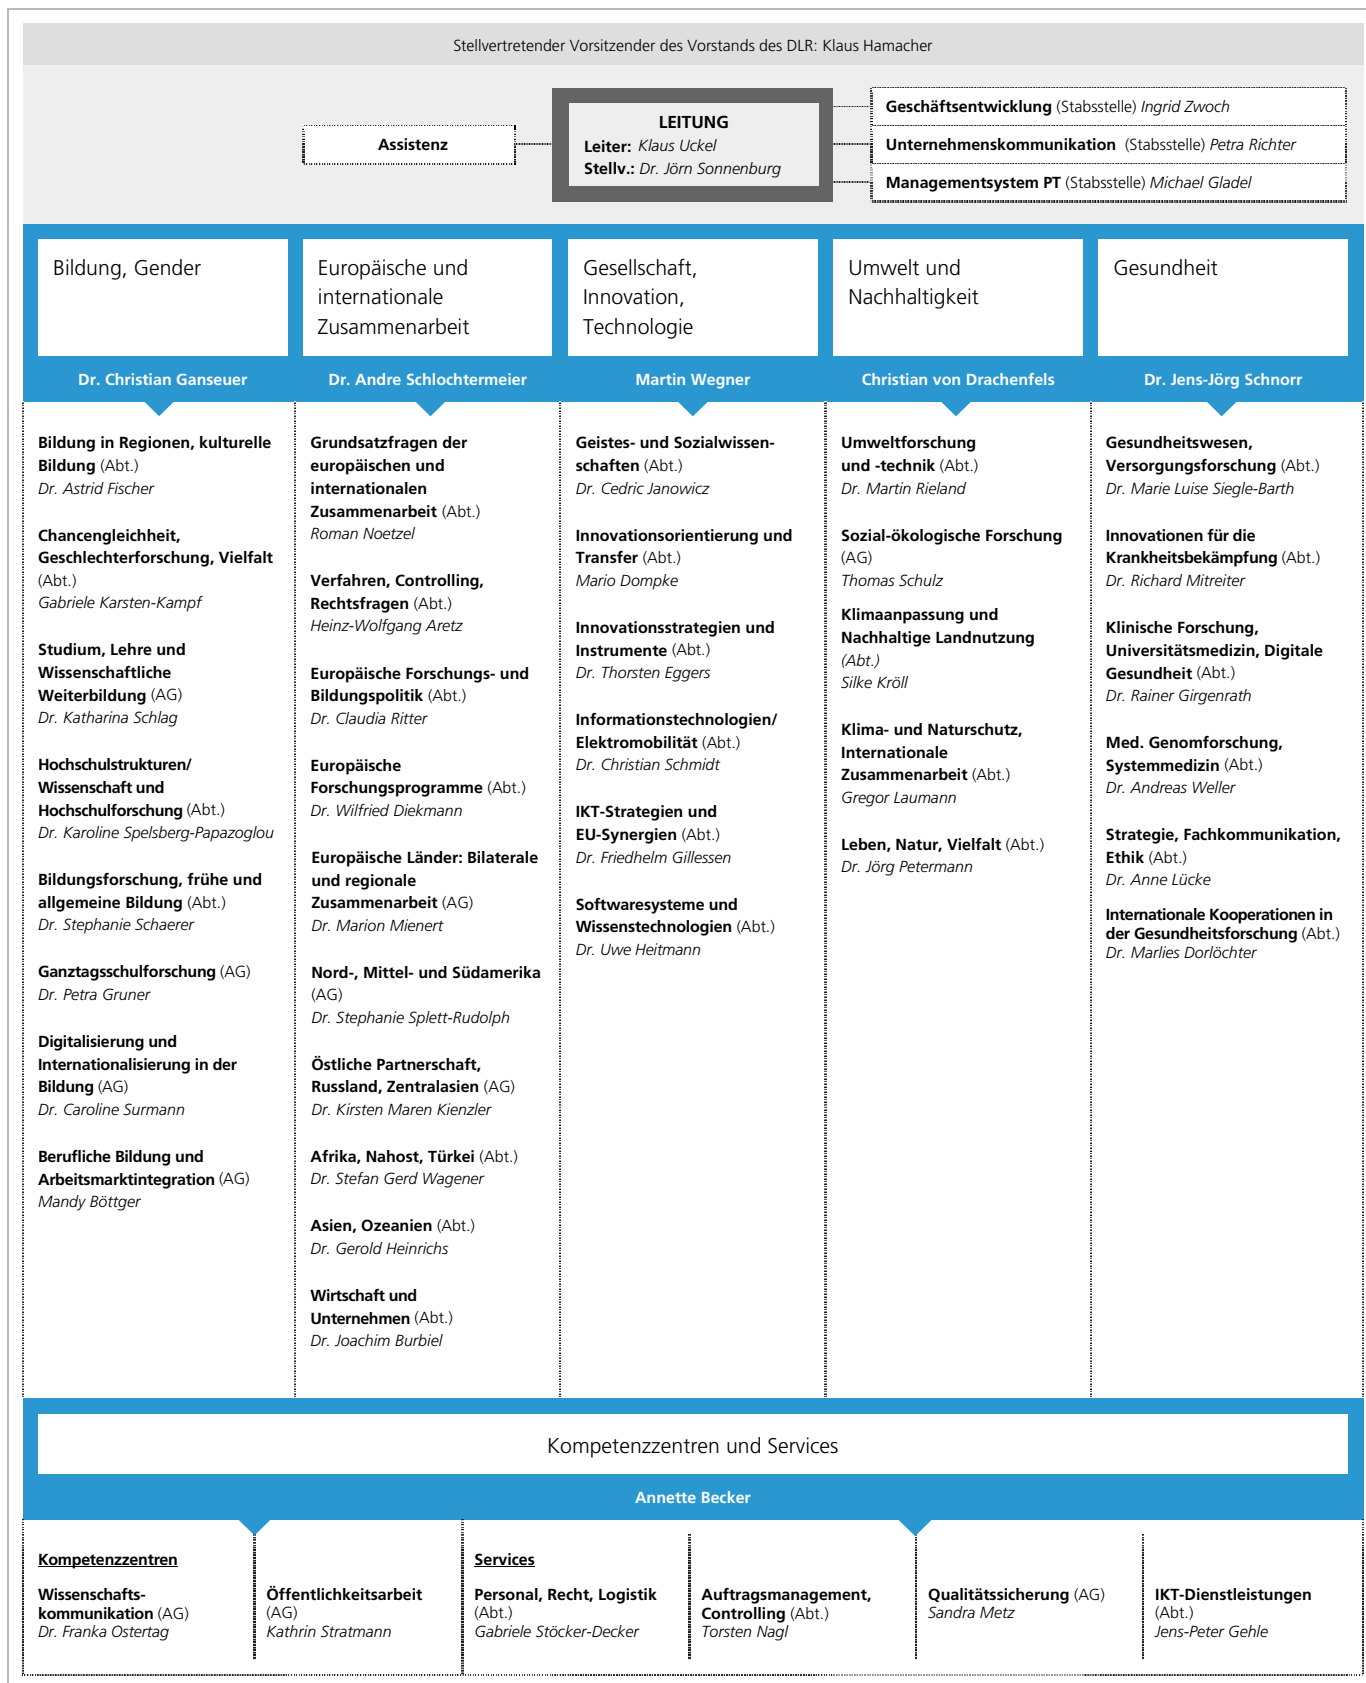 Stellvertretender Vorsitzender des Vorstands des DLR: Klaus Hamacher
Assistenz
LEITUNG
Leiter: Klaus Uckel
Stellv.: Dr. Jörn Sonnenburg
Geschäftsentwicklung (Stabsstelle) Ingrid Zwoch
Unternehmenskommunikation (Stabsstelle) Petra Richter
Managementsystem PT (Stabsstelle) Michael Gladel
Bildung, Gender
Dr. Christian Ganseuer
Bildung in Regionen, kulturelle
Bildung (Abt.)
Dr. Astrid Fischer
Chancengleichheit,
Geschlechterforschung, Vielfalt
(Abt.)
Gabriele Karsten-Kampf
Studium, Lehre und
Wissenschaftliche
Weiterbildung (AG)
Dr. Katharina Schlag
Hochschulstrukturen/
Wissenschaft und
Hochschulforschung (Abt.)
Dr. Karoline Spelsberg-Papazoglou
Bildungsforschung, frühe und
allgemeine Bildung (Abt.)
Dr. Stephanie Schaerer
Ganztagsschulforschung (AG)
Dr. Petra Gruner
Digitalisierung und
Internationalisierung in der
Bildung (AG)
Dr. Caroline Surmann
Berufliche Bildung und
Arbeitsmarktintegration (AG)
Mandy Böttger
Europäische und
internationale
Zusammenarbeit
Dr. Andre Schlochtermeier
Grundsatzfragen der
europäischen und
internationalen
Zusammenarbeit (Abt.)
Roman Noetzel
Verfahren, Controlling,
Rechtsfragen (Abt.)
Heinz-Wolfgang Aretz
Europäische Forschungs- und
Bildungspolitik (Abt.)
Dr. Claudia Ritter
Europäische
Forschungsprogramme (Abt.)
Dr. Wilfried Diekmann
Europäische Länder: Bilaterale
und regionale
Zusammenarbeit (AG)
Dr. Marion Mienert
Nord-, Mittel- und Südamerika
(AG)
Dr. Stephanie Splett-Rudolph
Östliche Partnerschaft,
Russland, Zentralasien (AG)
Dr. Kirsten Maren Kienzler
Afrika, Nahost, Türkei (Abt.)
Dr. Stefan Gerd Wagener
Asien, Ozeanien (Abt.)
Dr. Gerold Heinrichs
Wirtschaft und
Unternehmen (Abt.)
Dr. Joachim Burbiel
Gesellschaft,
Innovation,
Technologie
Martin Wegner
Geistes- und Sozialwissen-
schaften (Abt.)
Dr. Cedric Janowicz
Innovationsorientierung und
Transfer (Abt.)
Mario Dompke
Innovationsstrategien und
Instrumente (Abt.)
Dr. Thorsten Eggers
Informationstechnologien/
Elektromobilität (Abt.)
Dr. Christian Schmidt
IKT-Strategien und
EU-Synergien (Abt.)
Dr. Friedhelm Gillessen
Softwaresysteme und
Wissenstechnologien (Abt.)
Dr. Uwe Heitmann
Umwelt und
Nachhaltigkeit
Christian von Drachenfels
Umweltforschung
und -technik (Abt.)
Dr. Martin Rieland
Sozial-ökologische Forschung
(AG)
Thomas Schulz
Klimaanpassung und
Nachhaltige Landnutzung
(Abt.)
Silke Kröll
Klima- und Naturschutz,
Internationale
Zusammenarbeit (Abt.)
Gregor Laumann
Leben, Natur, Vielfalt (Abt.)
Dr. Jörg Petermann
Gesundheit
Dr. Jens-Jörg Schnorr
Gesundheitswesen,
Versorgungsforschung (Abt.)
Dr. Marie Luise Siegle-Barth
Innovationen für die
Krankheitsbekämpfung (Abt.)
Dr. Richard Mitreiter
Klinische Forschung,
Universitätsmedizin, Digitale
Gesundheit (Abt.)
Dr. Rainer Girgenrath
Med. Genomforschung,
Systemmedizin (Abt.)
Dr. Andreas Weller
Strategie, Fachkommunikation,
Ethik (Abt.)
Dr. Anne Lücke
Internationale Kooperationen in
der Gesundheitsforschung (Abt.)
Dr. Marlies Dorlöchter
Kompetenzzentren und Services
Annette Becker
Kompetenzzentren
Wissenschafts-
kommunikation (AG)
Dr. Franka Ostertag
Öffentlichkeitsarbeit
(AG)
Kathrin Stratmann
Services
Personal, Recht, Logistik
(Abt.)
Gabriele Stöcker-Decker
Auftragsmanagement,
Controlling (Abt.)
Torsten Nagl
Qualitätssicherung (AG)
Sandra Metz
IKT-Dienstleistungen
(Abt.)
Jens-Peter Gehle